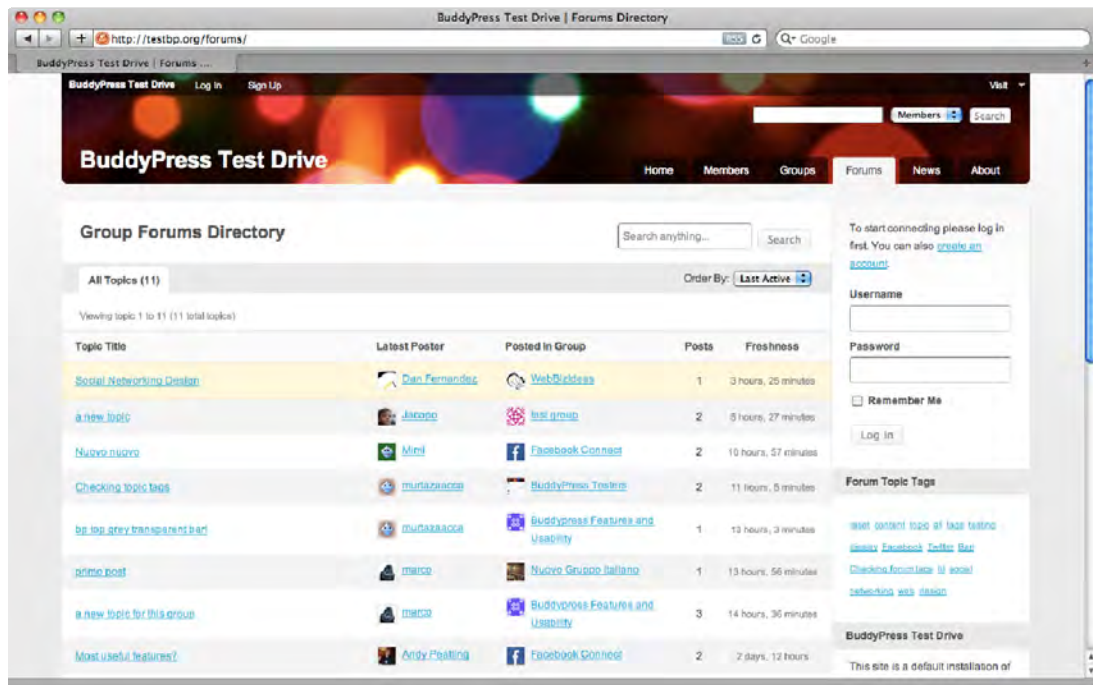 BuddyPress Test Drive | Forums Directory
http://testbp.org/forums/
RSS
Google
BuddyPress Test Drive | Forums ....
BuddyPress Test Drive Log In Sign Up Visit
Members Search
BuddyPress Test Drive
Home Members Groups Forums News About
Group Forums Directory
Search anything... Search
All Topics (11)
Order By: Last Active
Viewing topic 1 to 11 (11 total topics)
Topic Title Latest Poster Posted In Group Posts Freshness
Social Networking Design Dan Fernandez 1 3 hours, 25 minutes
a new topic Jacopo test group 2 hours, 27 minutes
Nuovo nuovo Mimi Facebook Connect 2 10 hours, 57 minutes
Checking topic tags murtazaacca BuddyPress Testers 2 11 hours, 5 minutes
bp top grey transparent bar! murtazaacca Buddypress Features and
Usability
1 hours, 3 minutes
primo post marco Nuovo Gruppo Italiano 1 13 hours, 56 minutes
a new topic for this group marco Buddypress Features and
Usability
3 14 hours, 36 minutes
Most useful features? Andy Peatling Facebook Connect 2 2 days, 12 hours
To start connecting please log in
first. You can also create an
account.
Username
Password
Remember Me
Log In
Forum Topic Tags
reset content topic all tags testing
Facebook Twitter Bar
Checking forum tags social
networking web design
BuddyPress Test Drive
This site is a default installation of